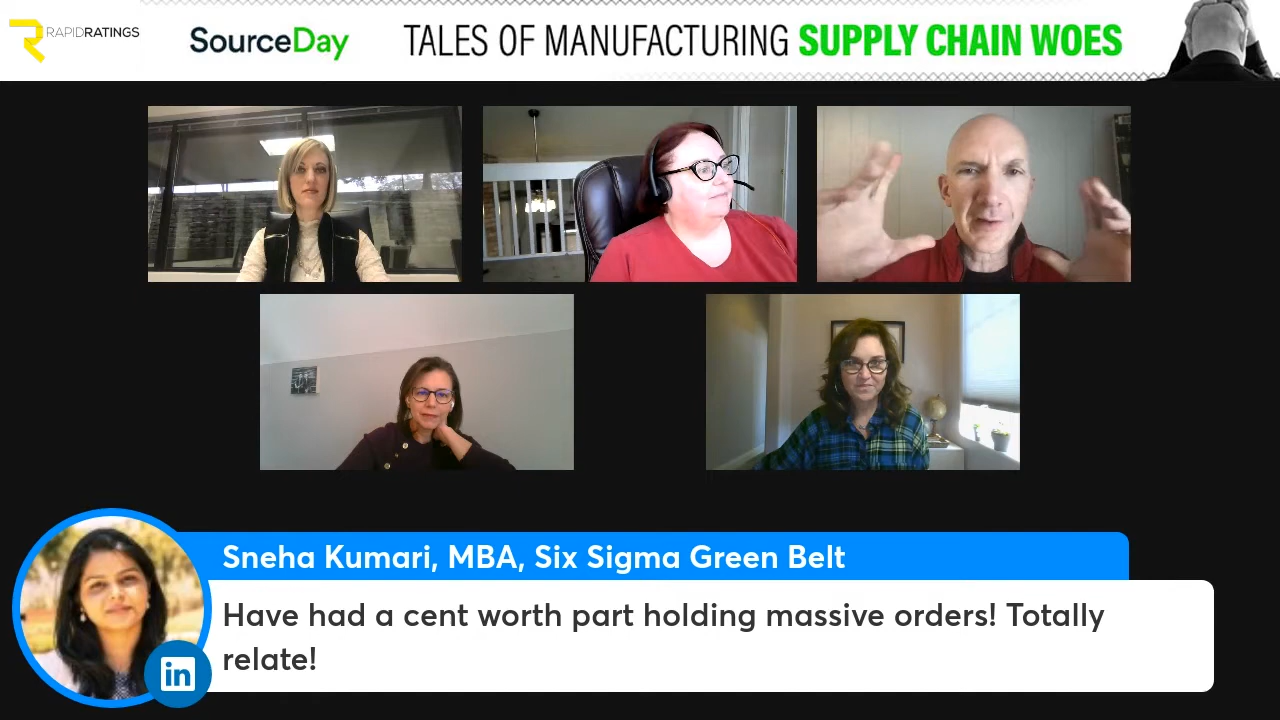 RAPIDRATINGS
SourceDay
TALES OF MANUFACTURING SUPPLY CHAIN WOES
Sneha Kumari, MBA, Six Sigma Green Belt
Have had a cent worth part holding massive orders! Totally
relate!
in